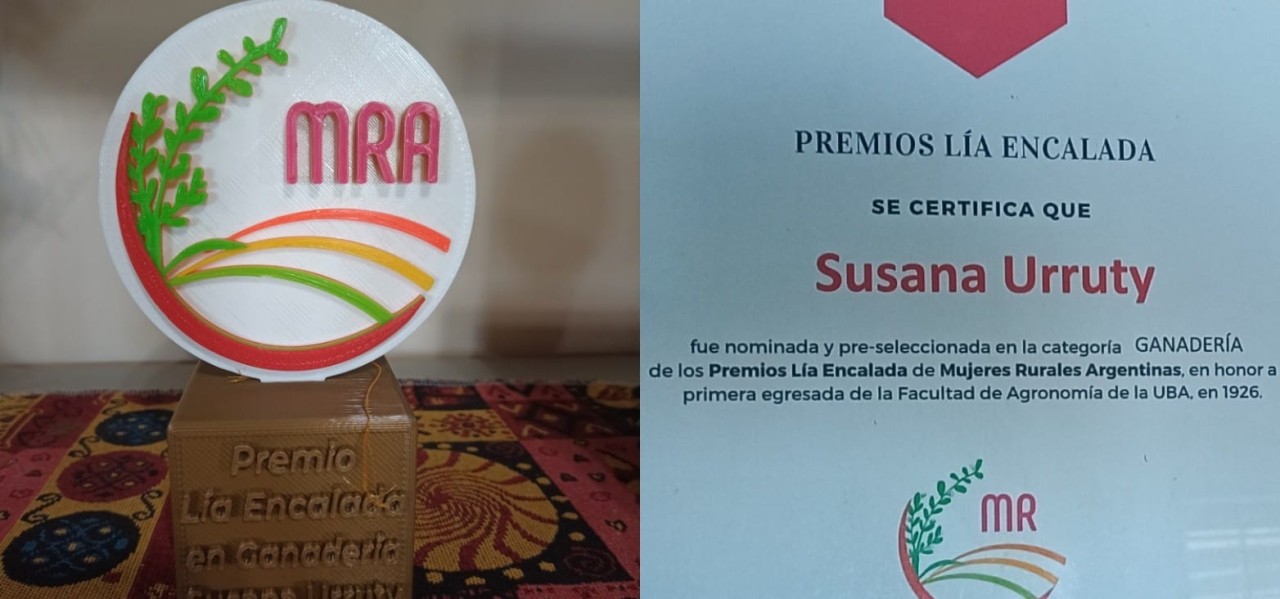 MRA
Premio
Lía Encalada
en Ganadería
Susana Urruty
PREMIOS LÍA ENCALADA
SE CERTIFICA QUE
Susana Urruty
fue nominada y pre-seleccionada en la categoría GANADERÍA
de los Premios Lía Encalada de Mujeres Rurales Argentinas, en honor a
primera egresada de la Facultad de Agronomía de la UBA, en 1926.
MR